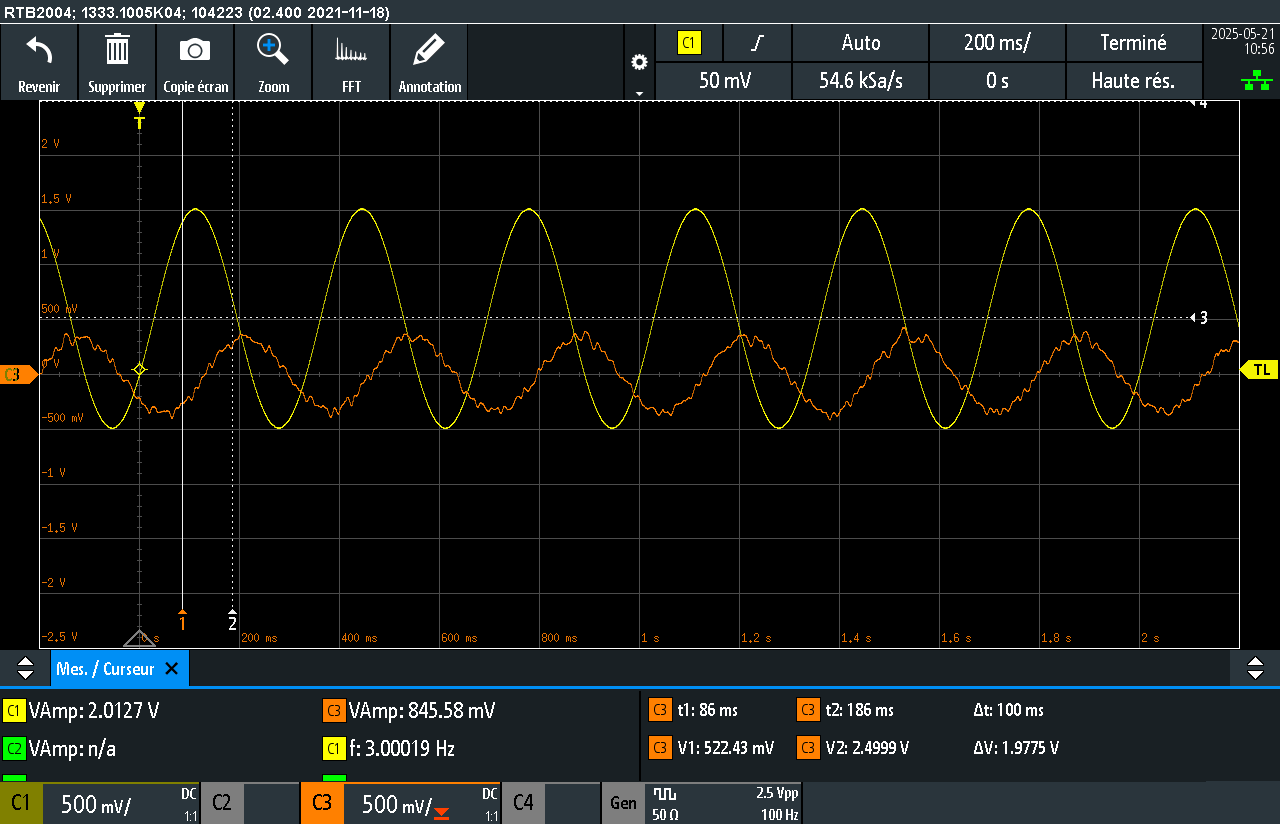 RTB2004; 1333.1005K04; 104223 (02.400 2021-11-18)
Revenir
Supprimer
Copie écran
Zoom
FFT
Annotation
C1
Auto
200 ms/
Terminé
50 mV
54.6 kSa/s
0 s
Haute rés.
2025-05-21
10:56
T
4
2 V
1.5 V
1 V
500 mV
3
0 V
C3
TL
-500 mV
-1 V
-1.5 V
-2 V
-2.5 V
1
2
0 s
200 ms
400 ms
600 ms
800 ms
1 s
1.2 s
1.4 s
1.6 s
1.8 s
2 s
Mes. / Curseur
C1 VAmp: 2.0127 V
C3 VAmp: 845.58 mV
C3 t1: 86 ms
C3 t2: 186 ms
Δt: 100 ms
C2 VAmp: n/a
C1 f: 3.00019 Hz
C3 V1: 522.43 mV
C3 V2: 2.4999 V
ΔV: 1.9775 V
C1
500 mV/
DC
1:1
C2
C3
500 mV/
DC
1:1
C4
Gen
2.5 Vpp
50 Ω
100 Hz